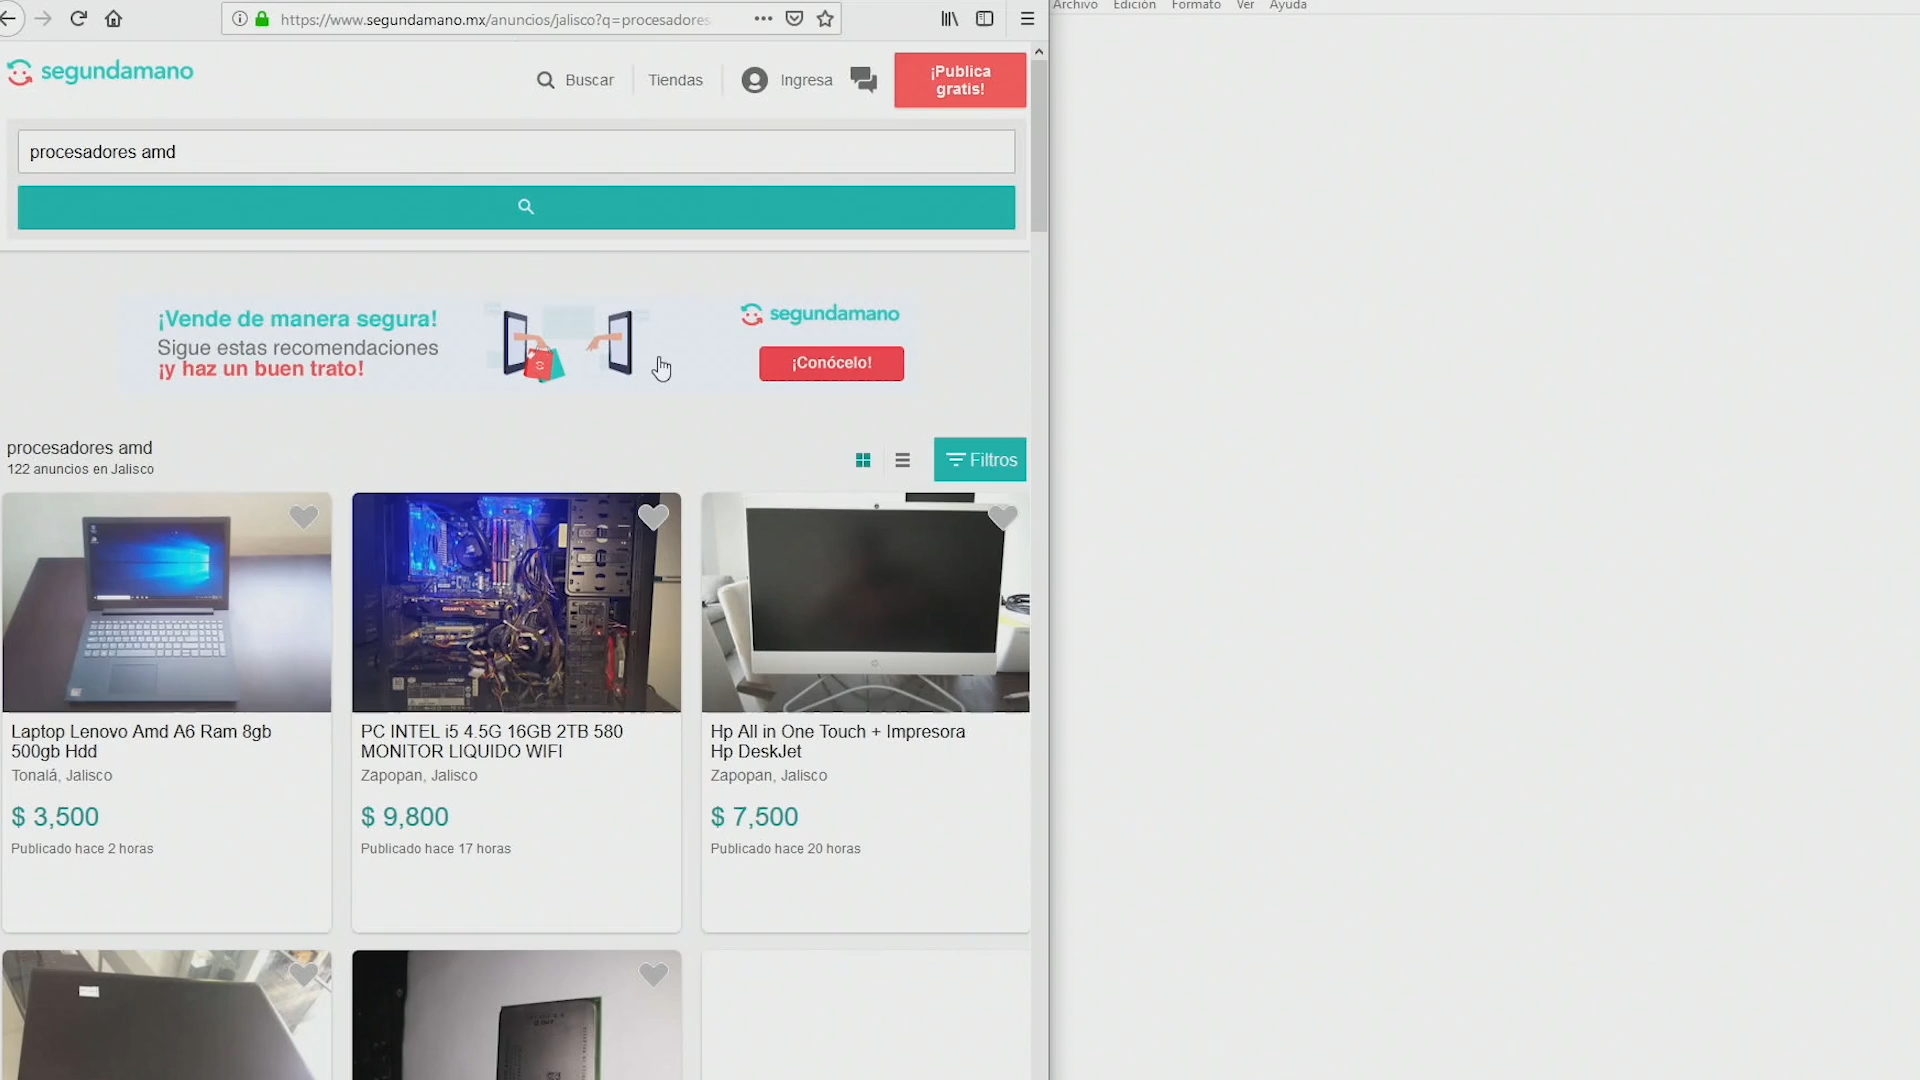 https://www.segundamano.mx/anuncios/jalisco?q=procesadores
Archivo Edición Formato Ver Ayuda
segundamano
Buscar
Tiendas
Ingresa
¡Publica
gratis!
procesadores amd
¡Vende de manera segura!
Sigue estas recomendaciones
¡y haz un buen trato!
segundamano
¡Conócelo!
procesadores amd
122 anuncios en Jalisco
Filtros
Laptop Lenovo Amd A6 Ram 8gb
500gb Hdd
Tonalá, Jalisco
$ 3,500
Publicado hace 2 horas
PC INTEL i5 4.5G 16GB 2TB 580
MONITOR LIQUIDO WIFI
Zapopan, Jalisco
$ 9,800
Publicado hace 17 horas
Hp All in One Touch + Impresora
Hp DeskJet
Zapopan, Jalisco
$ 7,500
Publicado hace 20 horas